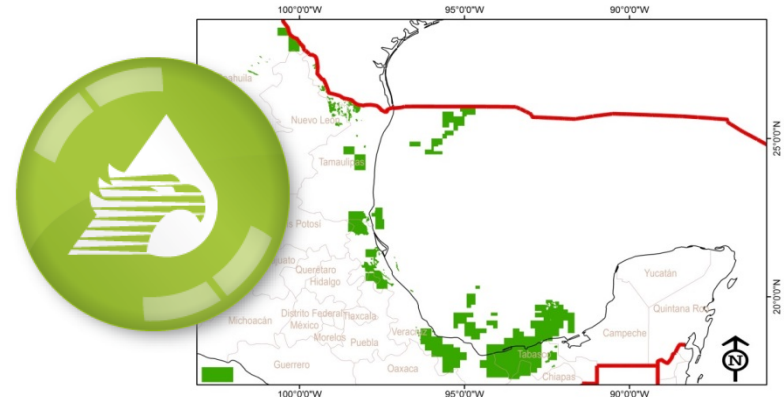 100°0'0"W 95°0'0"W 90°0'0"W
Nuevo León
Tamaulipas
25°0'0"N
Potosí
Querétaro
Hidalgo
Yucatán
20°0'0"N
Quintana Roo
Michoacán
Distrito Federal
Tlaxcala
México
Morelos
Puebla
Veracruz
Campeche
Tabasco
Guerrero
Oaxaca
Chiapas
N
100°0'0"W 95°0'0"W 90°0'0"W